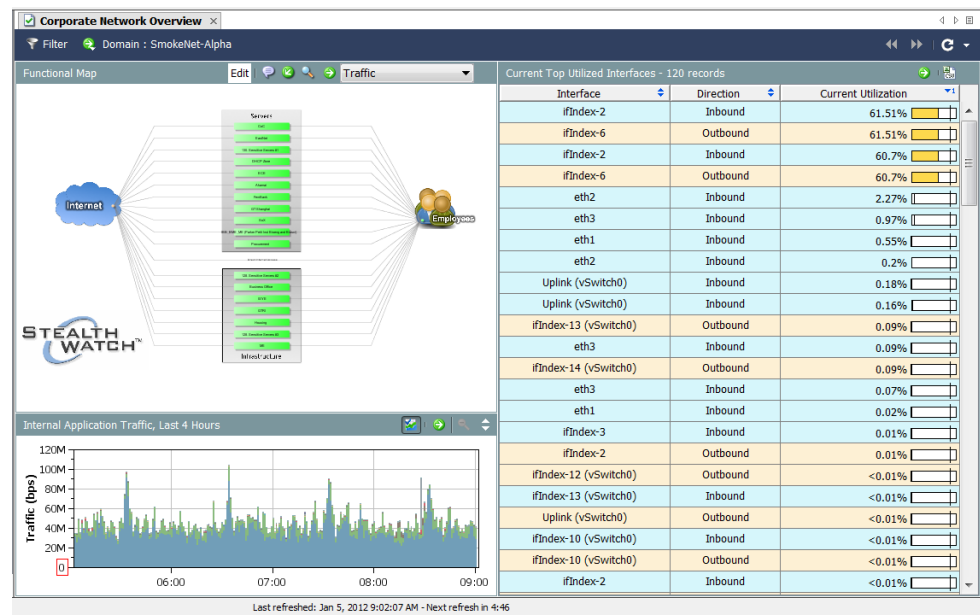 Corporate Network Overview
Filter
Domain : SmokeNet-Alpha
Functional Map
Edit
Traffic
Servers
Internet
Employees
Infrastructure
STEALTH
WATCH™
Internal Application Traffic, Last 4 Hours
Traffic (bps)
120M
100M
80M
60M
40M
20M
0
06:00 07:00 08:00 09:00
Current Top Utilized Interfaces - 120 records
Interface Direction Current Utilization 1
ifIndex-2 Inbound 61.51%
ifIndex-6 Outbound 61.51%
ifIndex-2 Inbound 60.7%
ifIndex-6 Outbound 60.7%
eth2 Inbound 2.27%
eth3 Inbound 0.97%
eth1 Inbound 0.55%
eth2 Inbound 0.2%
Uplink (vSwitch0) Inbound 0.18%
Uplink (vSwitch0) Inbound 0.16%
ifIndex-13 (vSwitch0) Outbound 0.09%
eth3 Inbound 0.09%
ifIndex-14 (vSwitch0) Outbound 0.09%
eth3 Inbound 0.07%
eth1 Inbound 0.02%
ifIndex-3 Inbound 0.01%
ifIndex-2 Outbound 0.01%
ifIndex-12 (vSwitch0) Outbound <0.01%
ifIndex-13 (vSwitch0) Inbound <0.01%
Uplink (vSwitch0) Outbound <0.01%
ifIndex-10 (vSwitch0) Inbound <0.01%
ifIndex-10 (vSwitch0) Outbound <0.01%
ifIndex-2 Inbound <0.01%
Last refreshed: Jan 5, 2012 9:02:07 AM - Next refresh in 4:46